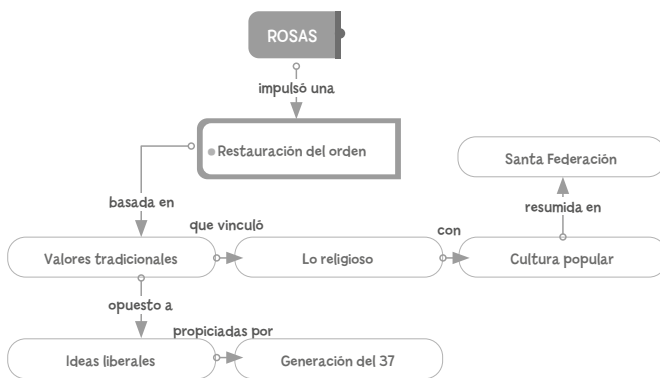 ROSAS
impulsó una
Restauración del orden
Santa Federación
basada en
resumida en
que vinculó
con
Valores tradicionales
Lo religioso
Cultura popular
opuesto a
propiciadas por
Ideas liberales
Generación del 37